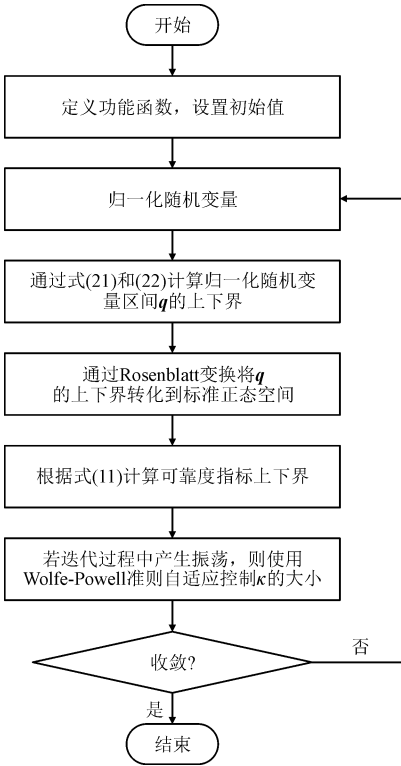 开始
定义功能函数，设置初始值
归一化随机变量
通过式(21)和(22)计算归一化随机变
量区间q的上下界
通过Rosenblatt变换将q
的上下界转化到标准正态空间
根据式(11)计算可靠度指标上下界
若迭代过程中产生振荡，则使用
Wolfe-Powell准则自适应控制κ的大小
收敛?
否
是
结束